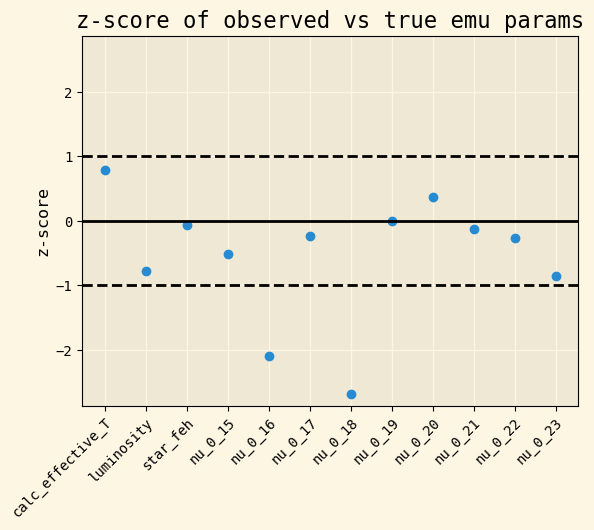 z-score of observed vs true emu params
z-score
2
1
0
−1
−2
calc_effective_T
luminosity
star_feh
nu_0_15
nu_0_16
nu_0_17
nu_0_18
nu_0_19
nu_0_20
nu_0_21
nu_0_22
nu_0_23